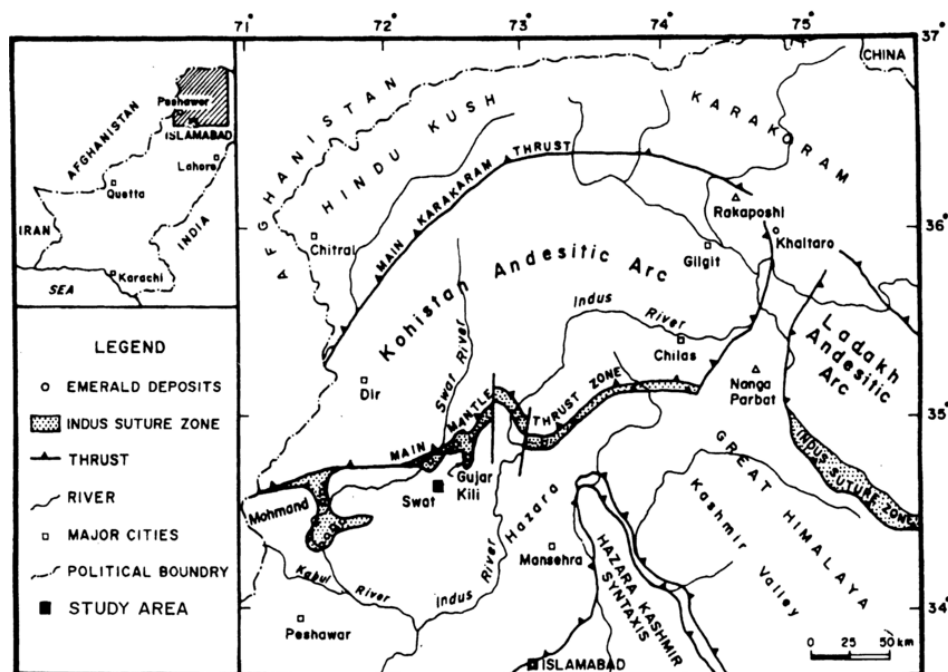 71° 72° 73° 74° 75° 37°
CHINA
AFGHANISTAN
Peshawar
ISLAMABAD
Lahore
Quetta
IRAN
INDIA
Karachi
SEA
AFGHANISTAN
HINDU KUSH
KARAKORAM
MAIN KARAKARAM THRUST
Rakaposhi
36°
Chitral
Gilgit
Khaltaro
Kohistan Andesitic Arc
Indus River
Ladakh Andesitic Arc
Swat River
Chilas
Nanga Parbat
Dir
35°
MAIN MANTLE THRUST ZONE
INDUS SUTURE ZONE
Gujar Kili
Swat
Mohmand
Hazara
GREAT HIMALAYA
Kashmir Valley
Mansehra
HAZARA KASHMIR SYNTAXIS
Indus River
Kabul River
Peshawar
34°
ISLAMABAD
0 25 50 km
LEGEND
EMERALD DEPOSITS
INDUS SUTURE ZONE
THRUST
RIVER
MAJOR CITIES
POLITICAL BOUNDRY
STUDY AREA